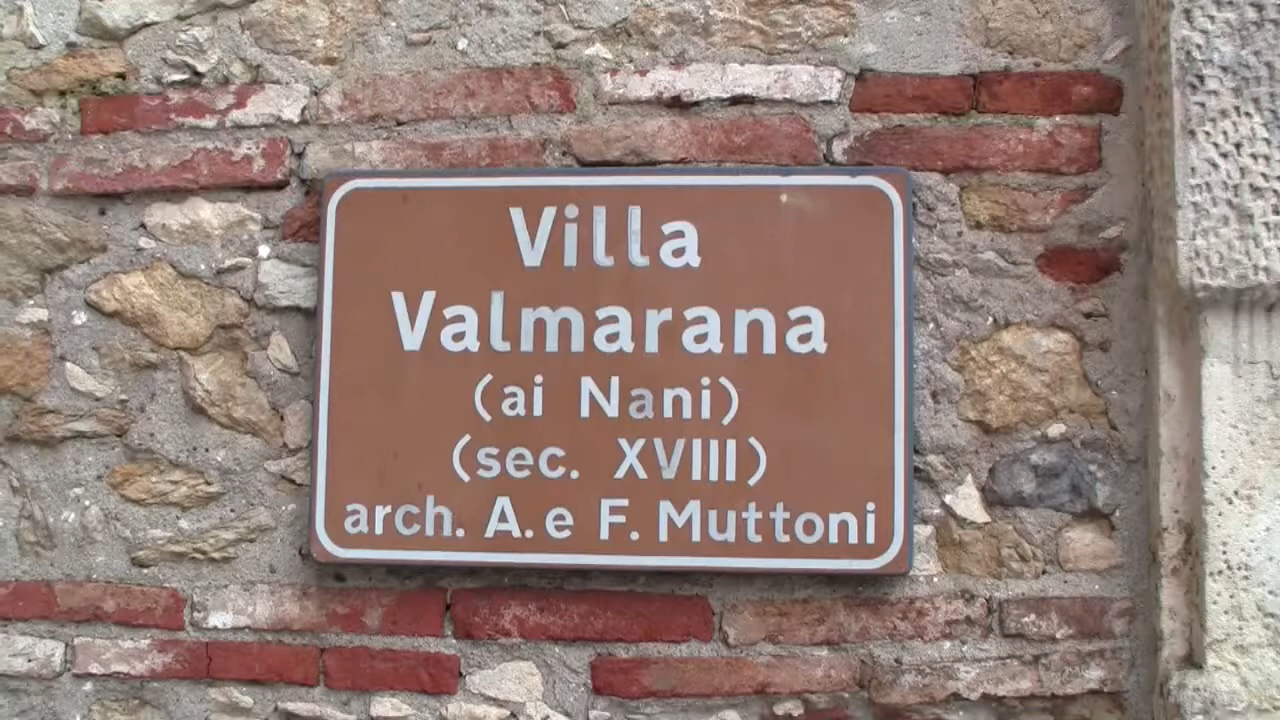 Villa
Valmarana
(ai Nani)
(sec. XVIII)
arch. A. e F. Muttoni